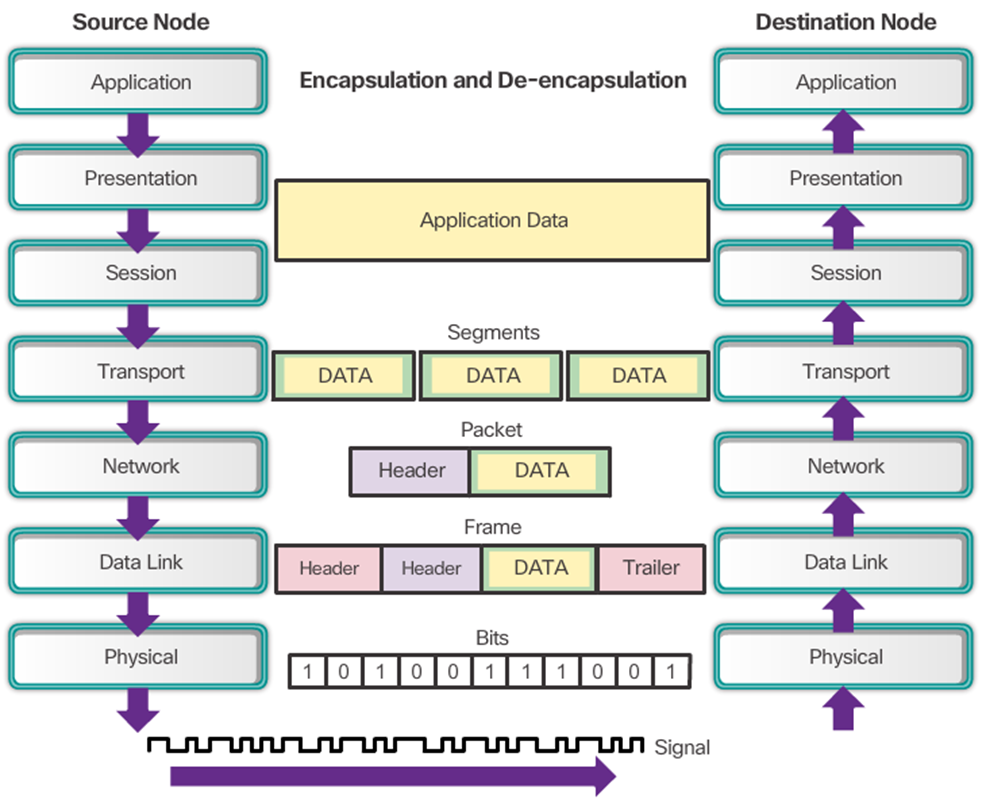 Source Node
Destination Node
Encapsulation and De-encapsulation
Application
Application
Presentation
Application Data
Presentation
Session
Session
Segments
Transport
DATA
DATA
DATA
Transport
Packet
Network
Header
DATA
Network
Frame
Data Link
Header
Header
DATA
Trailer
Data Link
Bits
Physical
1 0 1 0 0 1 1 1 0 0 1
Physical
Signal